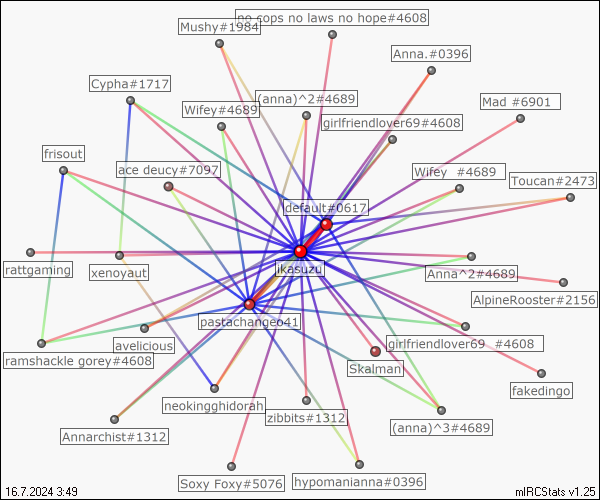 no cops no laws no hope#4608
Mushy#1984
Anna.#0396
Cypha#1717
(anna)^2#4689
Mad #6901
Wifey#4689
girlfriendlover69#4608
frisout
ace deucy#7097
Wifey #4689
Toucan#2473
default#0617
rattgaming
xenoyaut
ikasuzu
Anna^2#4689
AlpineRooster#2156
pastachangeo41
avelicious
girlfriendlover69 #4608
ramshackle gorey#4608
Skalman
fakedingo
neokingghidorah
zibbits#1312
(anna)^3#4689
Annarchist#1312
Soxy Foxy#5076
hypomanianna#0396
16.7.2024 3:49
mIRCStats v1.25